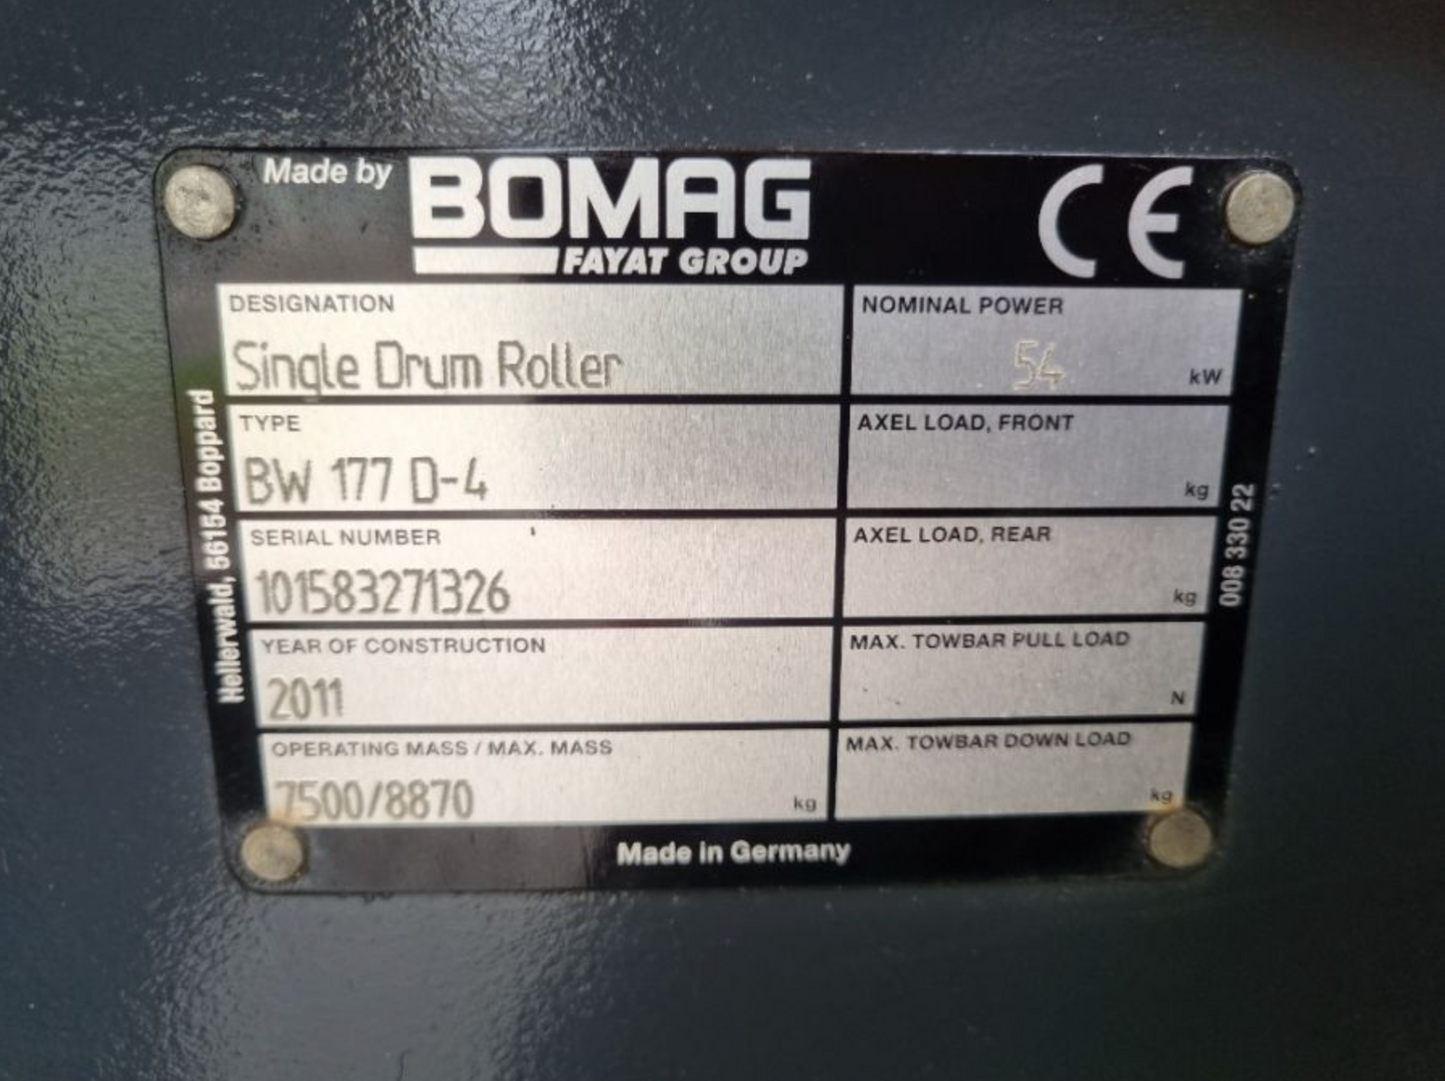 Made by BOMAG
FAYAT GROUP
CE
DESIGNATION
Single Drum Roller
NOMINAL POWER
54 kW
TYPE
BW 177 D-4
AXEL LOAD, FRONT
kg
SERIAL NUMBER
101583271326
AXEL LOAD, REAR
kg
YEAR OF CONSTRUCTION
2011
MAX. TOWBAR PULL LOAD
N
OPERATING MASS / MAX. MASS
7500/8870 kg
MAX. TOWBAR DOWN LOAD
kg
Made in Germany
Hellerwald, 56154 Boppard
008 330 22